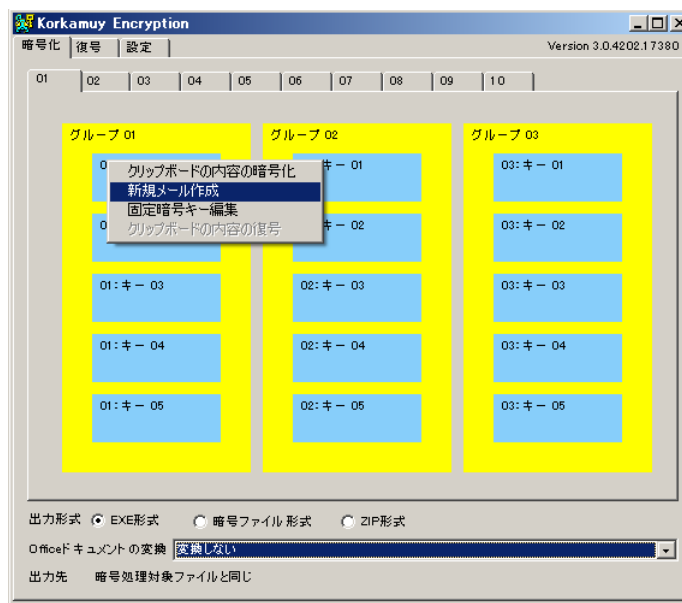 Korkamuy Encryption
暗号化 復号 設定 Version 3.0.4202.17380
01 02 03 04 05 06 07 08 09 10
グループ 01 グループ 02 グループ 03
クリップボードの内容の暗号化
新規メール作成
固定暗号キー編集
クリップボードの内容の復号
キー 01 03:キー 01
キー 02 03:キー 02
01:キー 03 02:キー 03 03:キー 03
01:キー 04 02:キー 04 03:キー 04
01:キー 05 02:キー 05 03:キー 05
出力形式 EXE形式 暗号ファイル形式 ZIP形式
Officeドキュメントの変換 変換しない
出力先 暗号処理対象ファイルと同じ